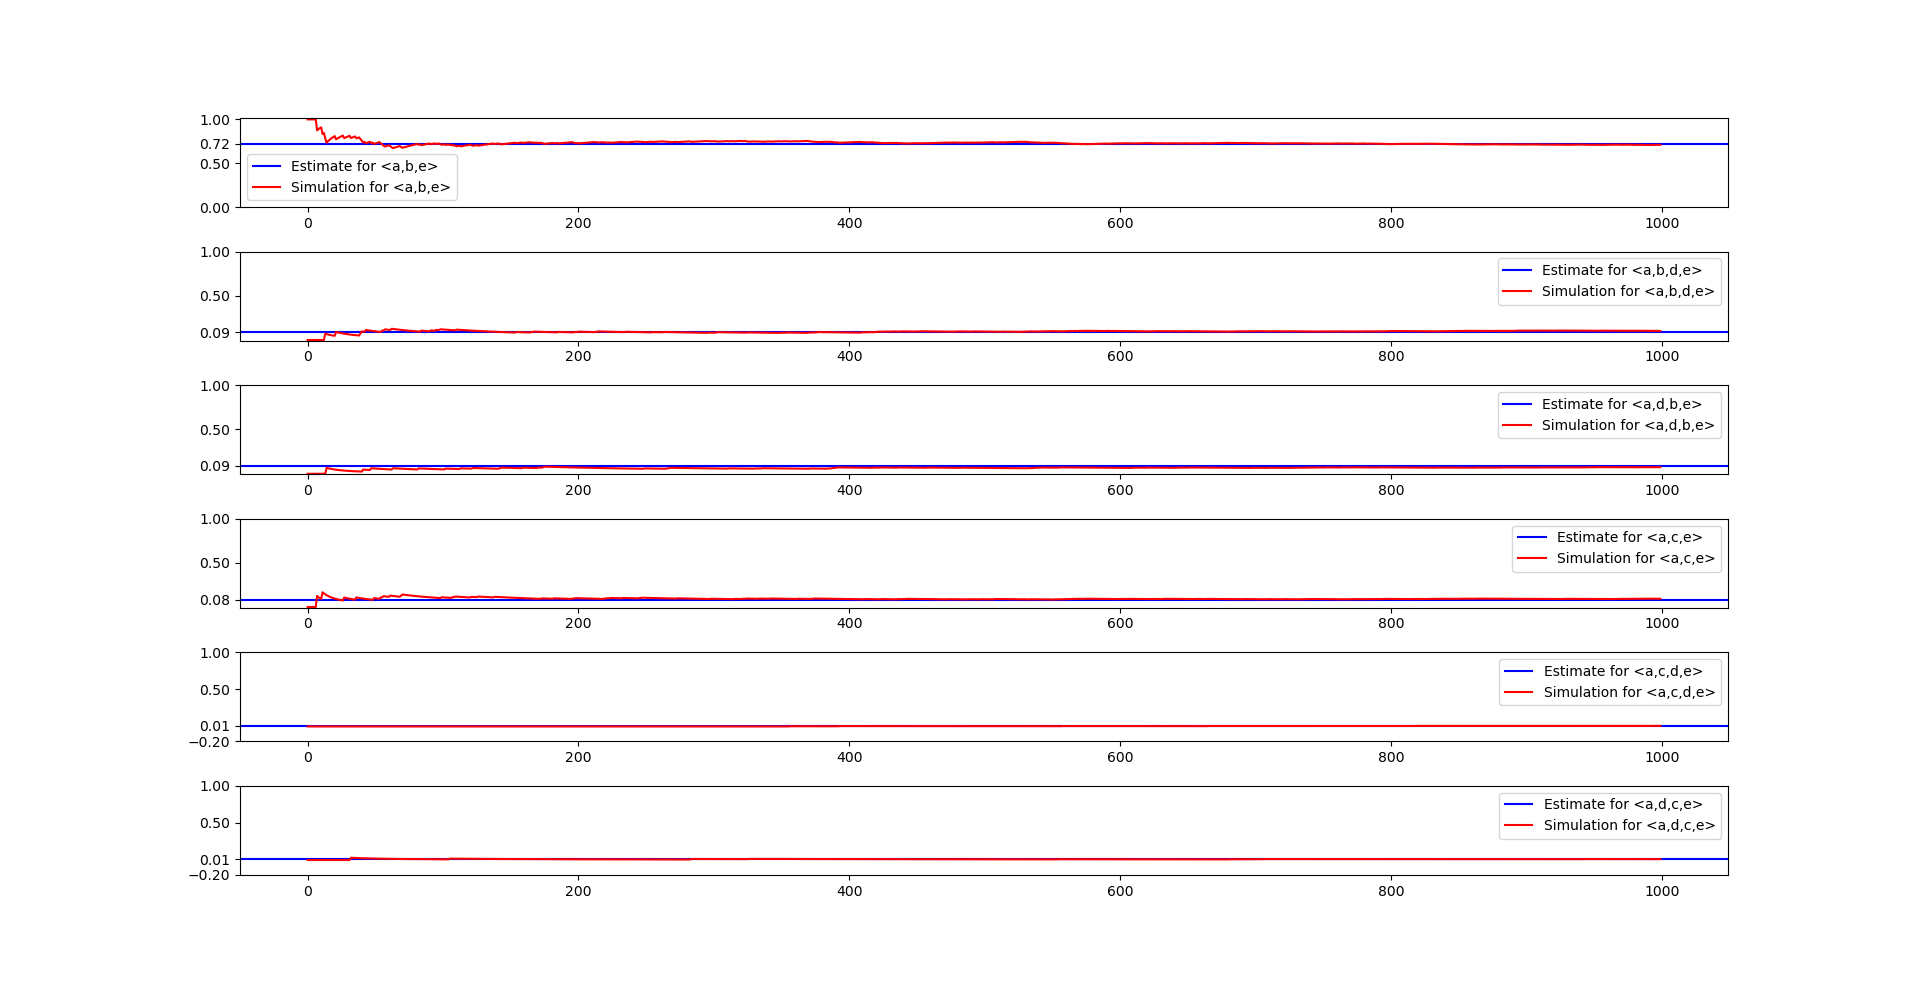 1.00
0.72
0.50
0.00
Estimate for <a,b,e>
Simulation for <a,b,e>
0 200 400 600 800 1000
1.00
0.50
0.09
Estimate for <a,b,d,e>
Simulation for <a,b,d,e>
0 200 400 600 800 1000
1.00
0.50
0.09
Estimate for <a,d,b,e>
Simulation for <a,d,b,e>
0 200 400 600 800 1000
1.00
0.50
0.08
Estimate for <a,c,e>
Simulation for <a,c,e>
0 200 400 600 800 1000
1.00
0.50
0.01
−0.20
Estimate for <a,c,d,e>
Simulation for <a,c,d,e>
0 200 400 600 800 1000
1.00
0.50
0.01
−0.20
Estimate for <a,d,c,e>
Simulation for <a,d,c,e>
0 200 400 600 800 1000